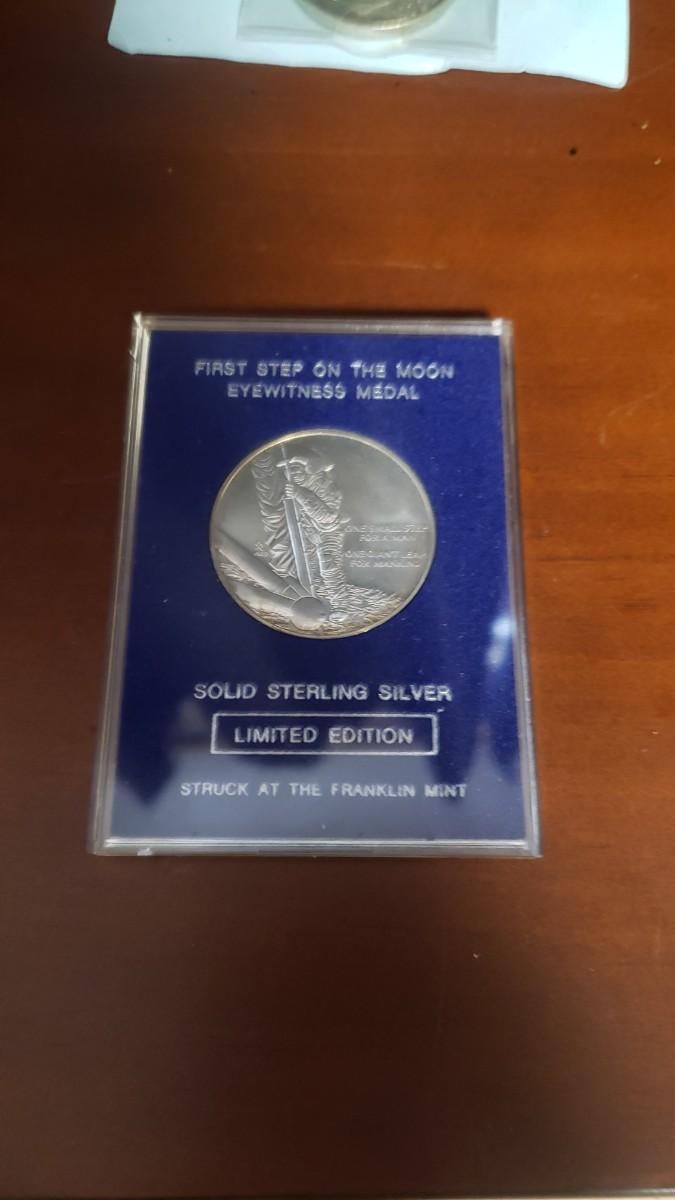 FIRST STEP ON THE MOON
EYEWITNESS MEDAL
ONE SMALL STEP
FOR A MAN
ONE GIANT LEAP
FOR MANKIND
SOLID STERLING SILVER
LIMITED EDITION
STRUCK AT THE FRANKLIN MINT